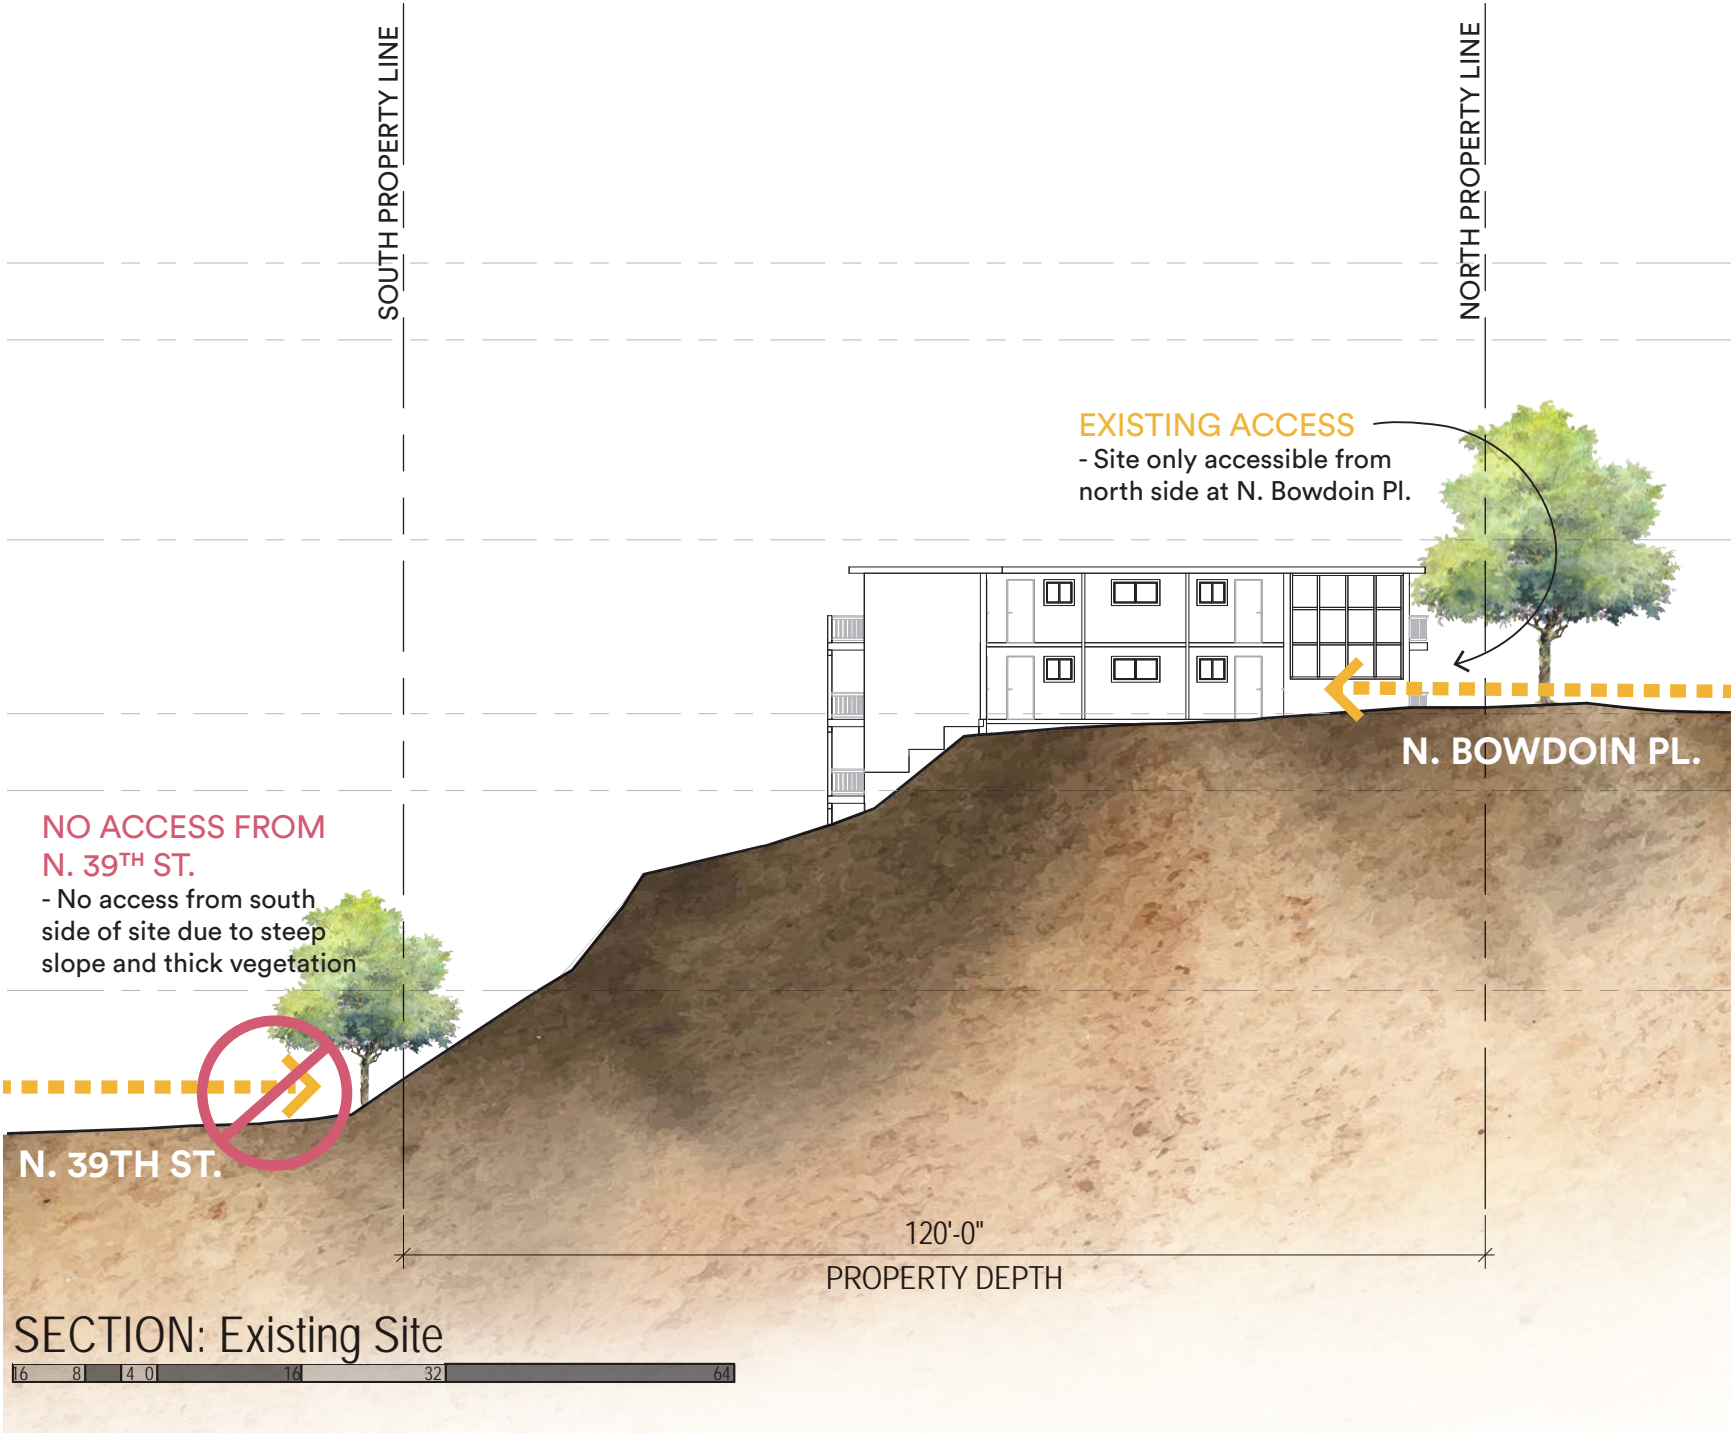 SOUTH PROPERTY LINE
NORTH PROPERTY LINE
EXISTING ACCESS
- Site only accessible from
north side at N. Bowdoin Pl.
N. BOWDOIN PL.
NO ACCESS FROM
N. 39TH ST.
- No access from south
side of site due to steep
slope and thick vegetation
N. 39TH ST.
120'-0"
PROPERTY DEPTH
SECTION: Existing Site
16 8 4 0 16 32 64